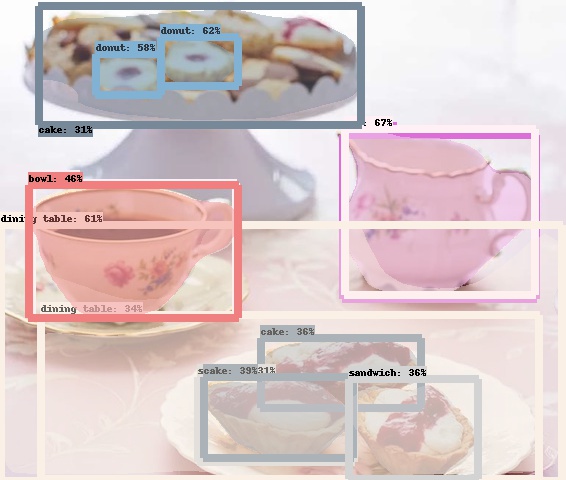 donut: 62%
donut: 58%
: 67%
cake: 31%
bowl: 46%
dining table: 61%
dining table: 34%
cake: 36%
scake: 39%31%
sandwich: 36%